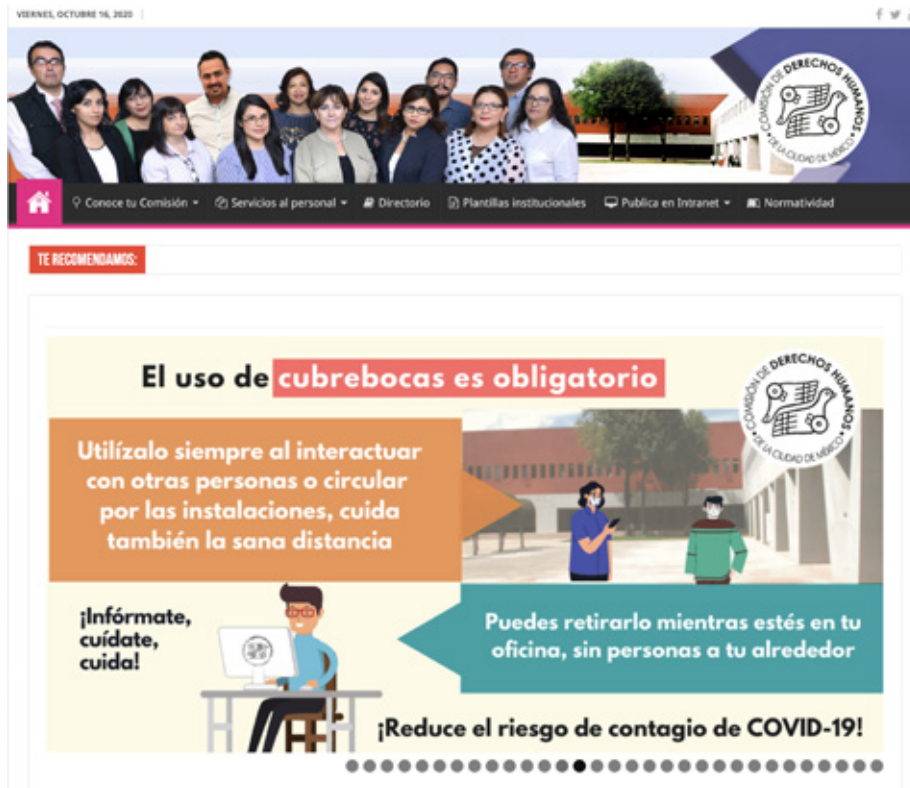 VIERNES, OCTUBRE 16, 2020
COMISIÓN DE DERECHOS HUMANOS
DE LA CIUDAD DE MÉXICO
Conoce tu Comisión
Servicios al personal
Directorio
Plantillas institucionales
Publica en Intranet
Normatividad
TE RECOMENDAMOS:
El uso de cubrebocas es obligatorio
COMISIÓN DE DERECHOS HUMANOS
DE LA CIUDAD DE MÉXICO
Utilízalo siempre al interactuar
con otras personas o circular
por las instalaciones, cuida
también la sana distancia
¡Infórmate,
cuídate,
cuida!
Puedes retirarlo mientras estés en tu
oficina, sin personas a tu alrededor
¡Reduce el riesgo de contagio de COVID-19!